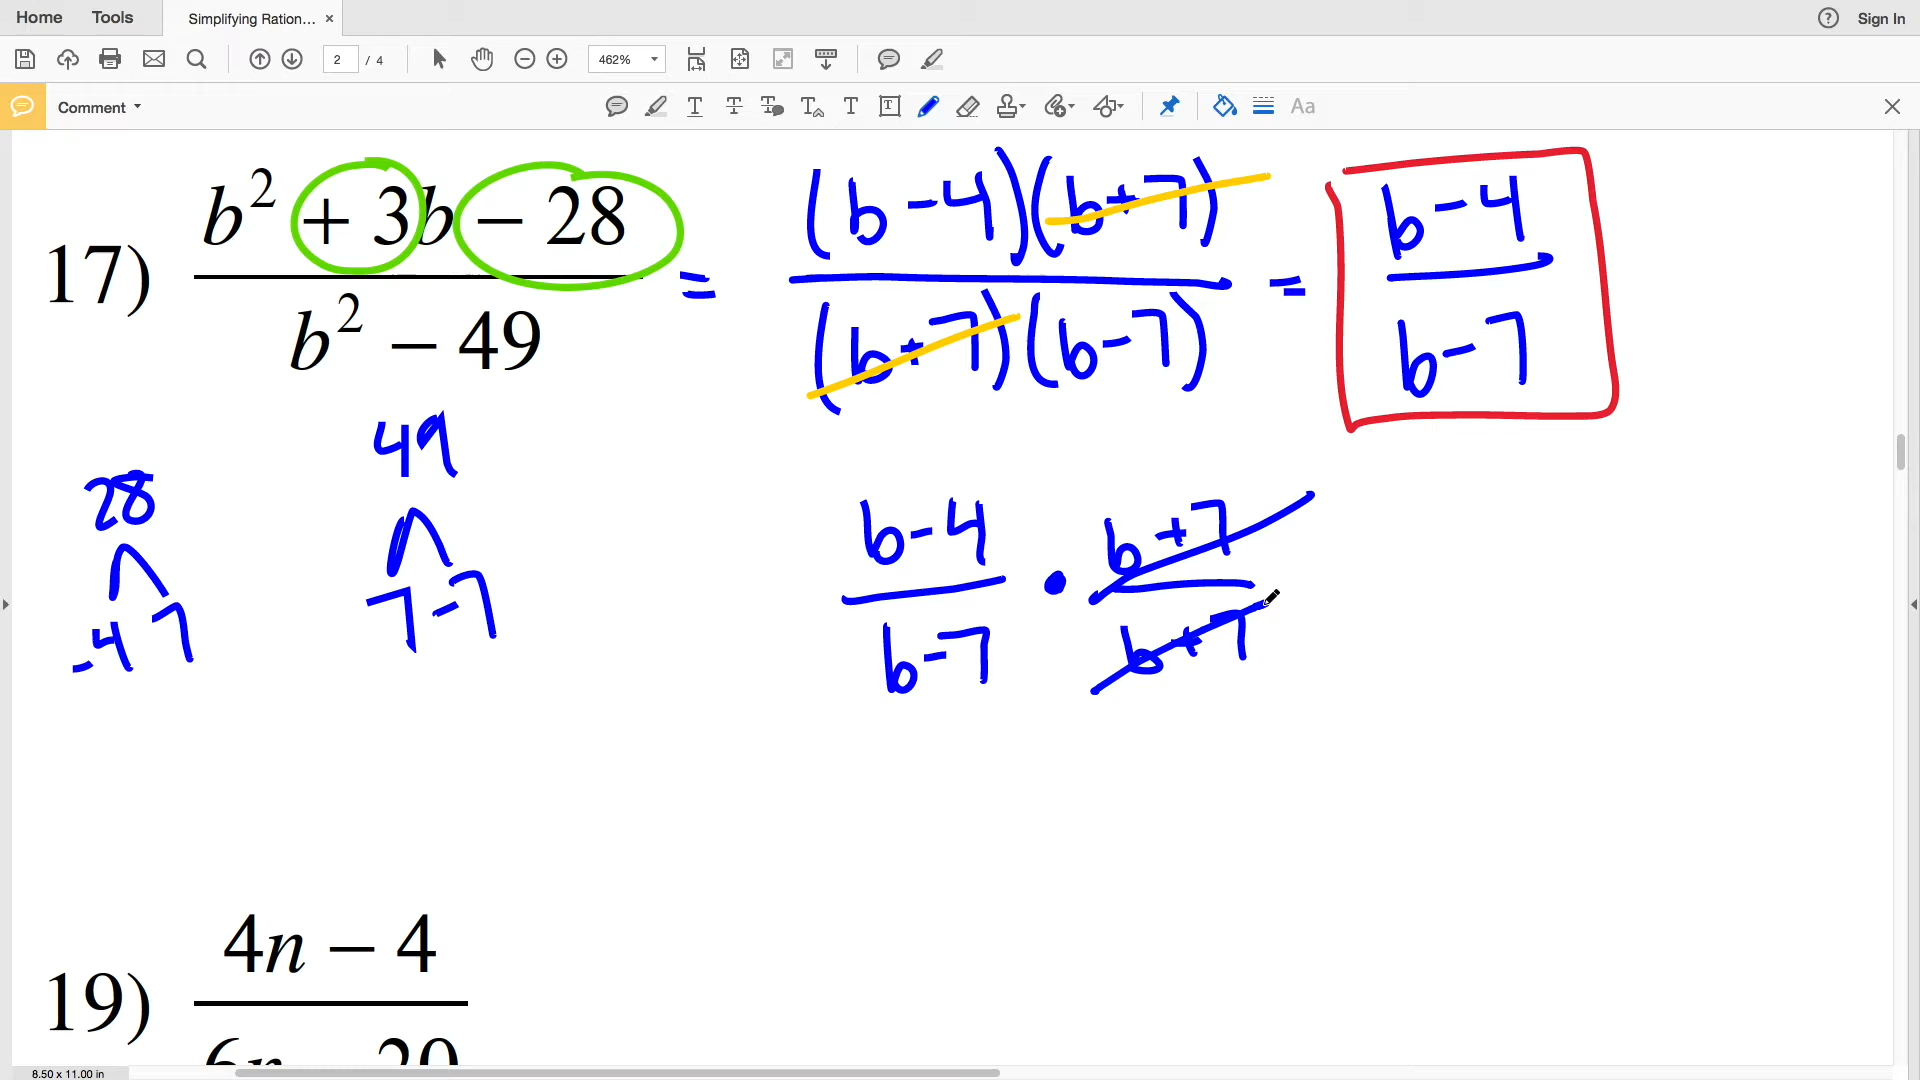 Home Tools Simplifying Ration... × ? Sign In
2 / 4 462%
Comment Aa
17) b² + 3b − 28 / b² − 49 = (b-4)(b+7) / (b+7)(b-7) = b-4 / b-7
28
-4 7
49
7 -7
b-4 / b-7 • b+7 / b+7
19) 4n − 4
8.50 x 11.00 in